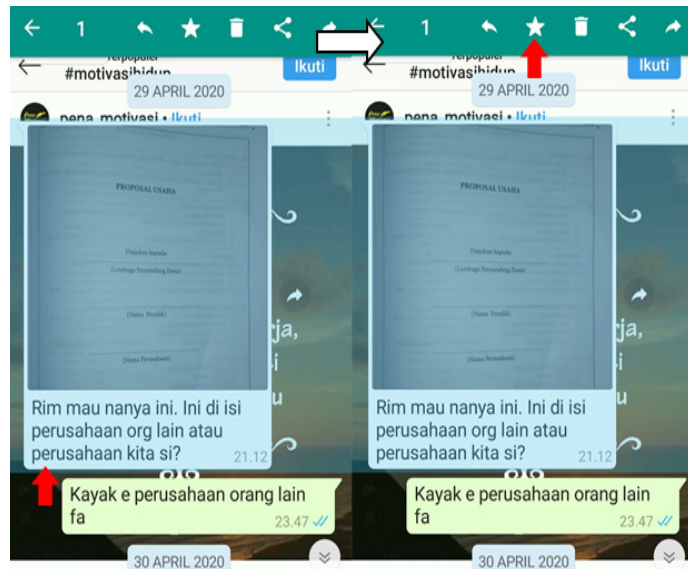 1
Terpopuler
#motivasihidup
Ikuti
29 APRIL 2020
pena_motivasi • Ikuti
PROPOSAL USAHA
Diajukan kepada
(Lembaga Penyandang Dana)
(Nama Pemilik)
(Nama Perusahaan)
ja,
i
u
Rim mau nanya ini. Ini di isi
perusahaan org lain atau
perusahaan kita si?
21.12
Kayak e perusahaan orang lain
fa
23.47
30 APRIL 2020
1
Terpopuler
#motivasihidup
Ikuti
29 APRIL 2020
pena_motivasi • Ikuti
PROPOSAL USAHA
Diajukan kepada
(Lembaga Penyandang Dana)
(Nama Pemilik)
(Nama Perusahaan)
ja,
i
u
Rim mau nanya ini. Ini di isi
perusahaan org lain atau
perusahaan kita si?
21.12
Kayak e perusahaan orang lain
fa
23.47
30 APRIL 2020